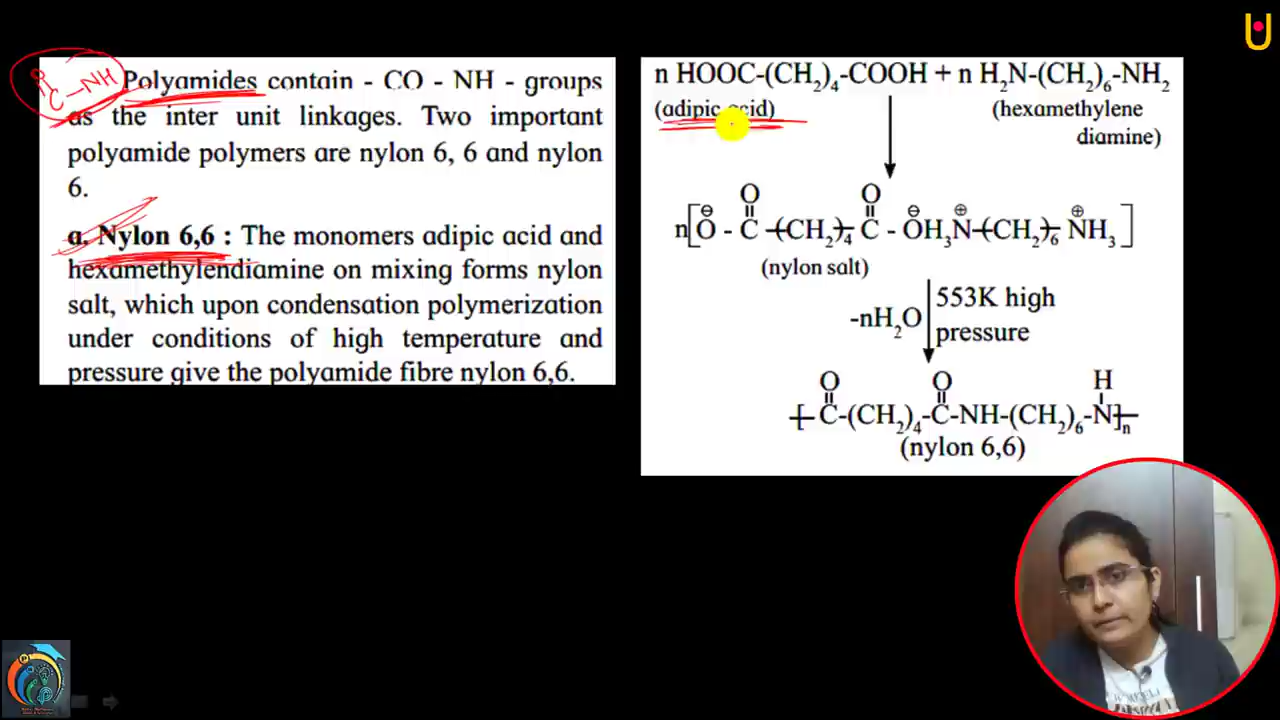 O
C - NH
Polyamides contain - CO - NH - groups
as the inter unit linkages. Two important
polyamide polymers are nylon 6, 6 and nylon
6.
a. Nylon 6,6 : The monomers adipic acid and
hexamethylendiamine on mixing forms nylon
salt, which upon condensation polymerization
under conditions of high temperature and
pressure give the polyamide fibre nylon 6,6.
n HOOC-(CH₂)₄-COOH + n H₂N-(CH₂)₆-NH₂
(adipic acid) (hexamethylene
diamine)
O O
n[O⊖ - C-(CH₂)₄-C - O⊖H₃N⊕-(CH₂)₆-N⊕H₃]
(nylon salt)
-nH₂O 553K high
pressure
O O H
[-C-(CH₂)₄-C-NH-(CH₂)₆-N-]ₙ
(nylon 6,6)